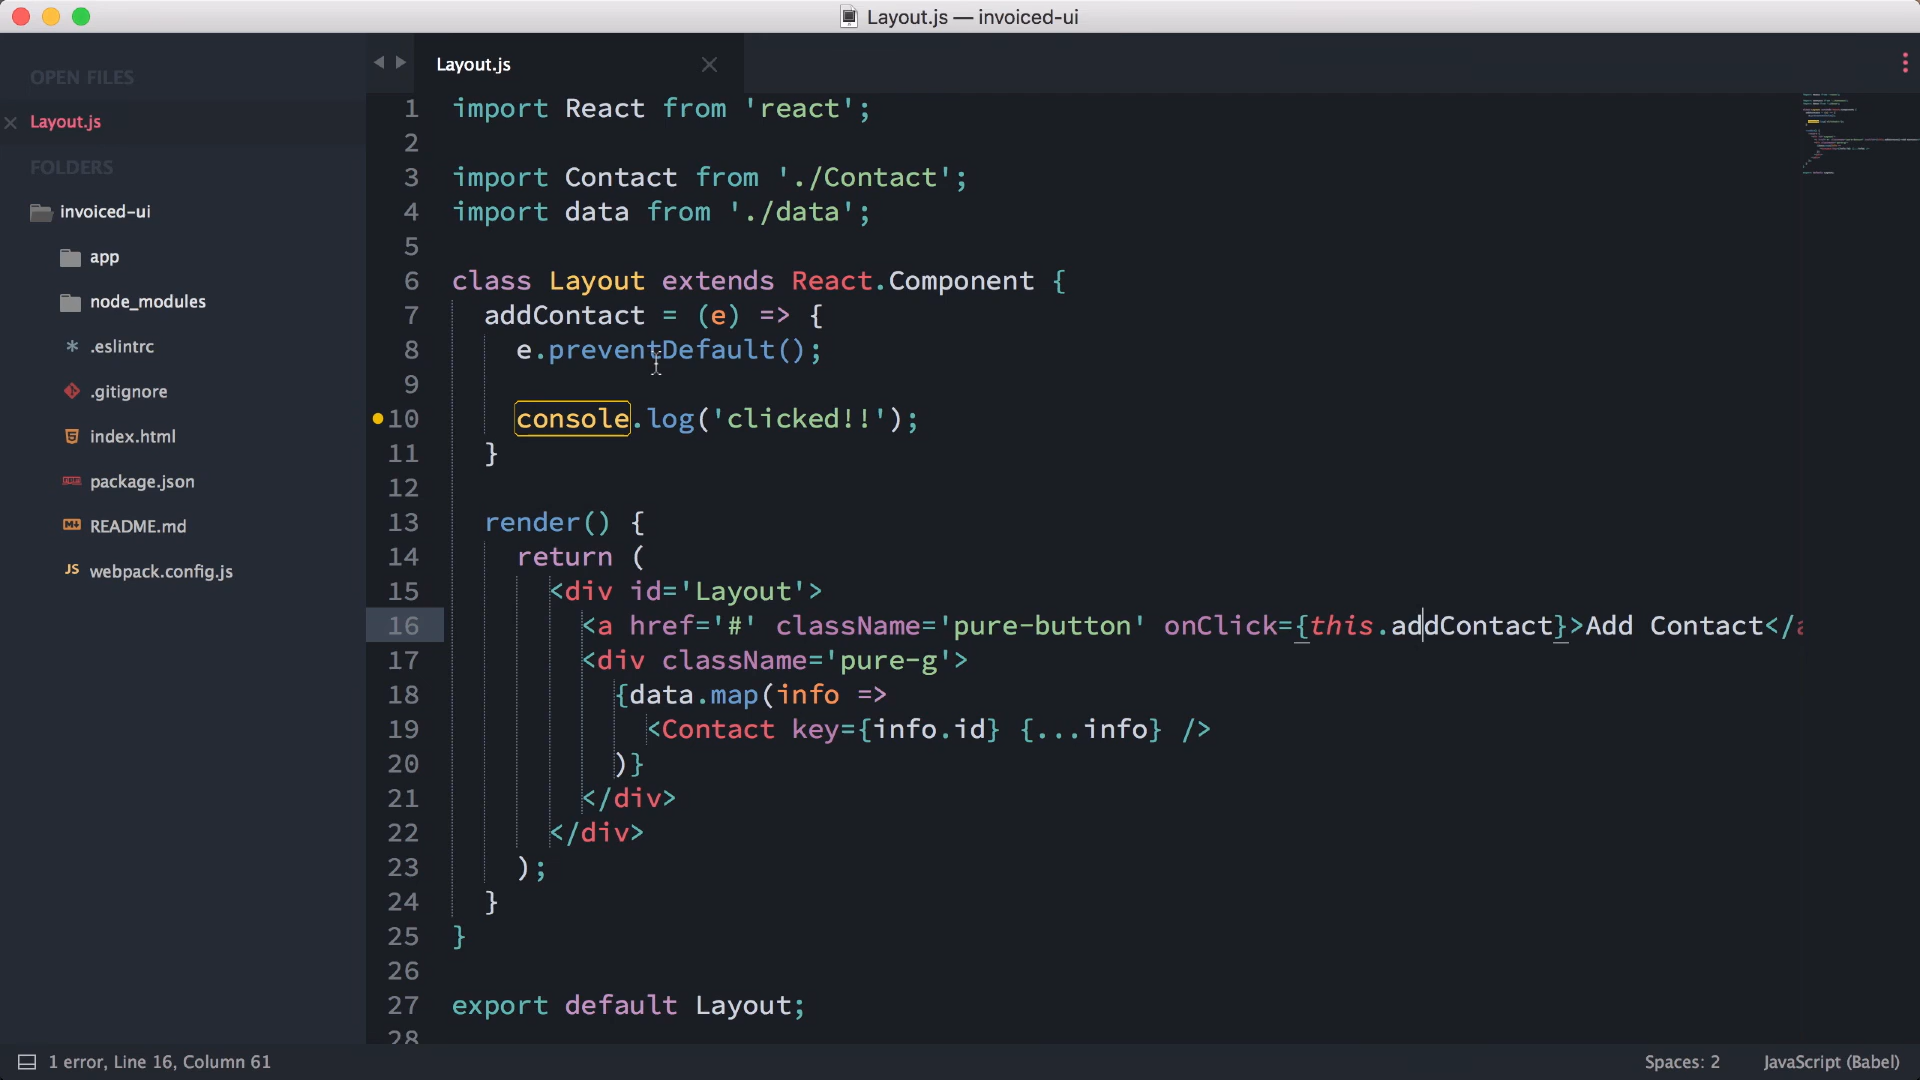 Layout.js — invoiced-ui
OPEN FILES
Layout.js
FOLDERS
invoiced-ui
app
node_modules
.eslintrc
.gitignore
index.html
package.json
README.md
JS webpack.config.js
Layout.js
1 import React from 'react';
2
3 import Contact from './Contact';
4 import data from './data';
5
6 class Layout extends React.Component {
7 addContact = (e) => {
8 e.preventDefault();
9
10 console.log('clicked!!');
11 }
12
13 render() {
14 return (
15 <div id='Layout'>
16 <a href='#' className='pure-button' onClick={this.addContact}>Add Contact</a
17 <div className='pure-g'>
18 {data.map(info =>
19 <Contact key={info.id} {...info} />
20 )}
21 </div>
22 </div>
23 );
24 }
25 }
26
27 export default Layout;
28
1 error, Line 16, Column 61
Spaces: 2
JavaScript (Babel)